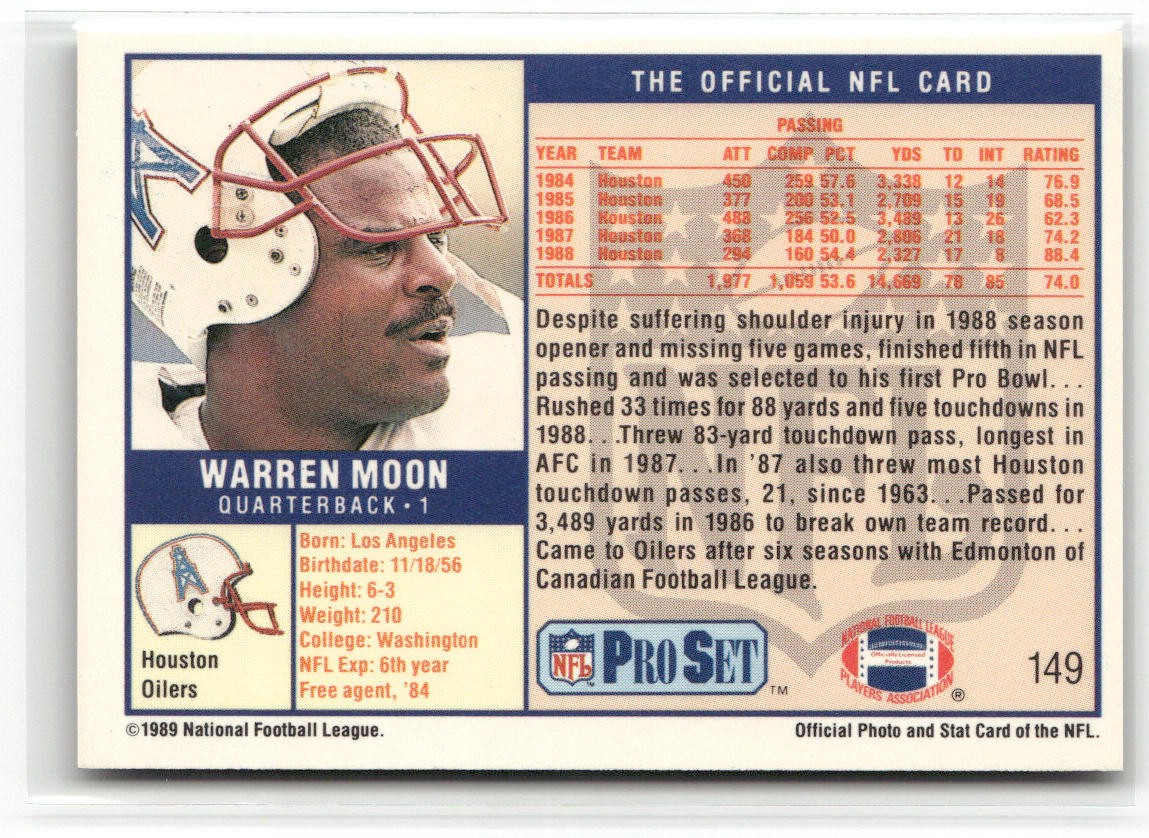 THE OFFICIAL NFL CARD
PASSING
YEAR TEAM ATT COMP PCT YDS TD INT RATING
1984 Houston 450 259 57.6 3,338 12 14 76.9
1985 Houston 377 200 53.1 2,709 15 19 68.5
1986 Houston 488 256 52.5 3,489 13 26 62.3
1987 Houston 368 184 50.0 2,806 21 18 74.2
1988 Houston 294 160 54.4 2,327 17 8 88.4
TOTALS 1,977 1,059 53.6 14,669 78 85 74.0
Despite suffering shoulder injury in 1988 season
opener and missing five games, finished fifth in NFL
passing and was selected to his first Pro Bowl. . .
Rushed 33 times for 88 yards and five touchdowns in
1988. . .Threw 83-yard touchdown pass, longest in
AFC in 1987. . .In '87 also threw most Houston
touchdown passes, 21, since 1963. . .Passed for
3,489 yards in 1986 to break own team record. . .
Came to Oilers after six seasons with Edmonton of
Canadian Football League.
WARREN MOON
QUARTERBACK • 1
Houston
Oilers
Born: Los Angeles
Birthdate: 11/18/56
Height: 6-3
Weight: 210
College: Washington
NFL Exp: 6th year
Free agent, '84
NFL PRO SET TM
NATIONAL FOOTBALL LEAGUE
Officially Licensed
Products
PLAYERS ASSOCIATION ®
149
©1989 National Football League.
Official Photo and Stat Card of the NFL.
NFL